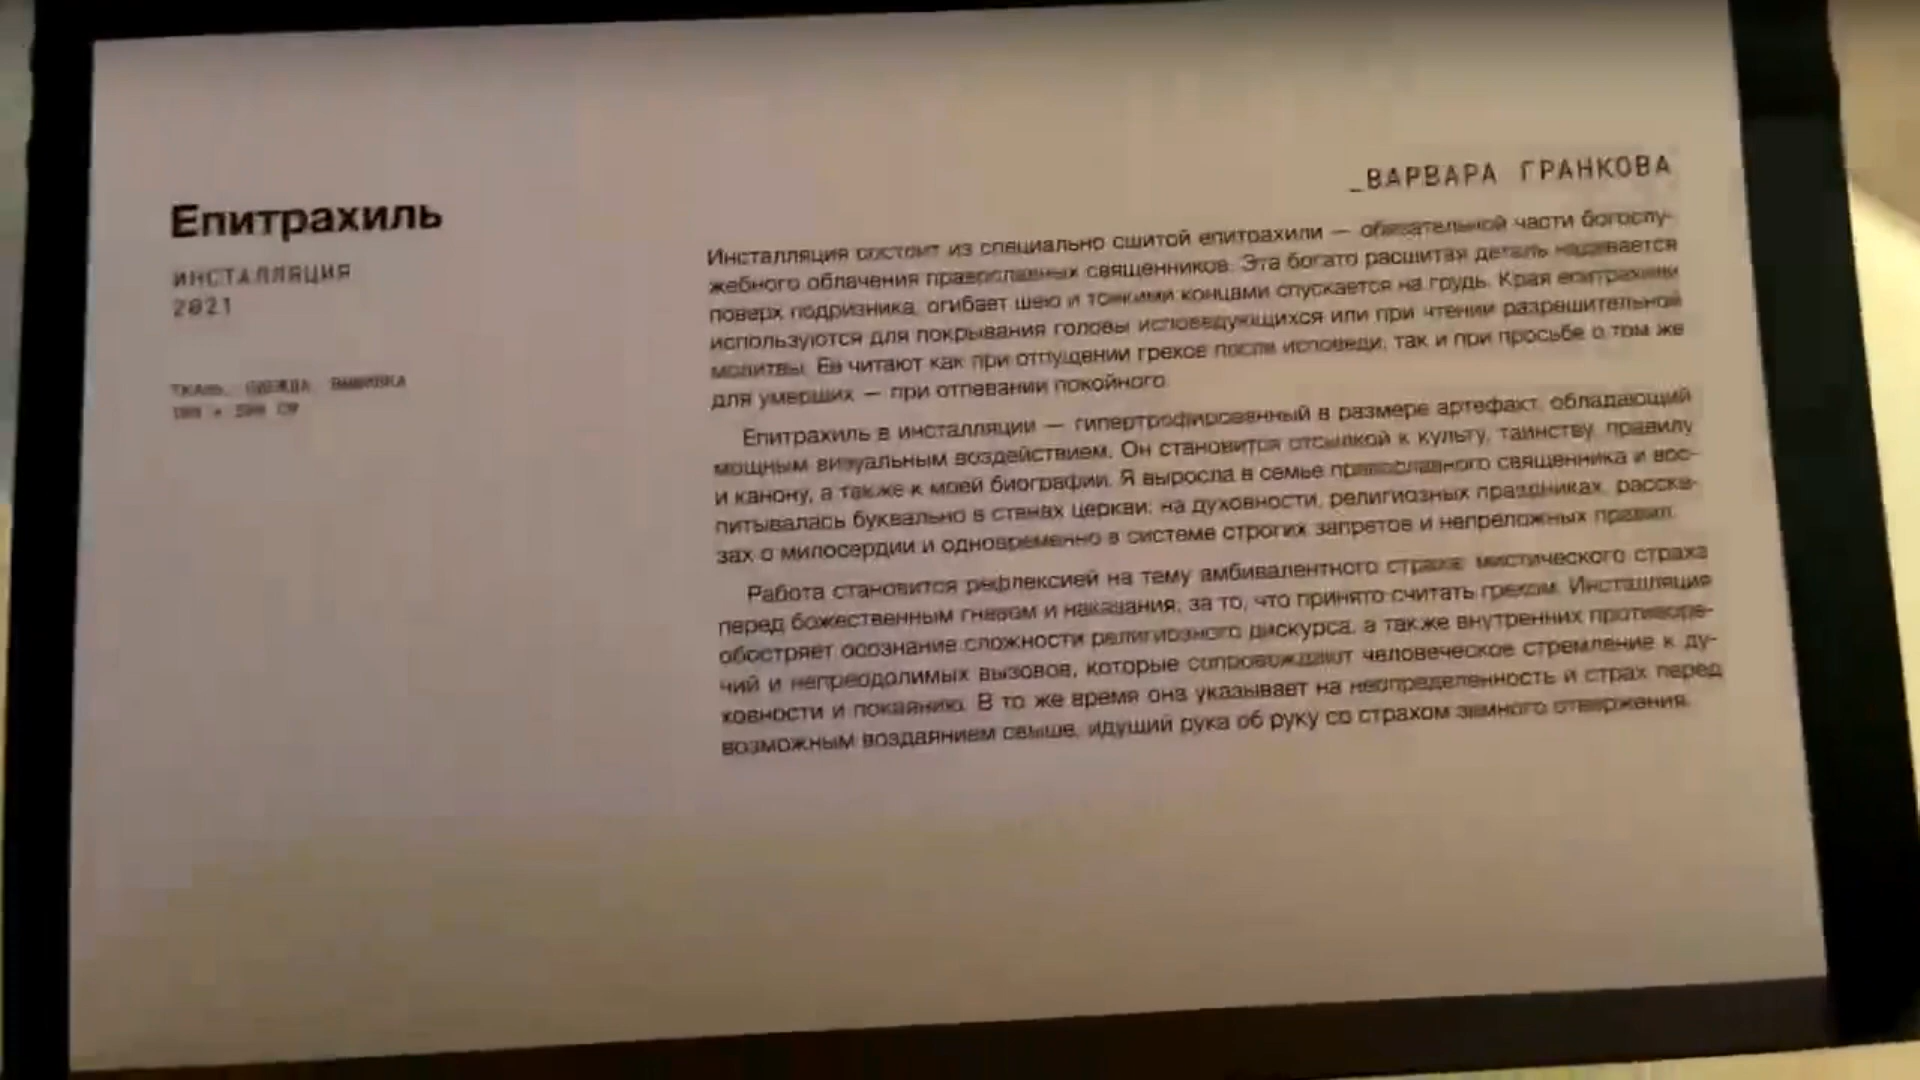 Епитрахиль
ИНСТАЛЛЯЦИЯ
2021
ТКАНЬ, ОДЕЖДА, ВЫШИВКА
_ВАРВАРА ГРАНКОВА
Инсталляция состоит из специально сшитой епитрахили — обязательной части богослу-
жебного облачения православных священников. Эта богато расшитая деталь надевается
поверх подризника, огибает шею и тонкими концами спускается на грудь. Края епитрахили
используются для покрывания головы исповедующихся или при чтении разрешительной
молитвы. Её читают как при отпущении грехов после исповеди, так и при просьбе о том же
для умерших — при отпевании покойного.
Епитрахиль в инсталляции — гипертрофированный в размере артефакт, обладающий
мощным визуальным воздействием. Он становится отсылкой к культу, таинству, правилу
и канону, а также к моей биографии. Я выросла в семье православного священника и вос-
питывалась буквально в стенах церкви: на духовности, религиозных праздниках, расска-
зах о милосердии и одновременно в системе строгих запретов и непреложных правил.
Работа становится рефлексией на тему амбивалентного страха: мистического страха
перед божественным гневом и наказания, за то, что принято считать грехом. Инсталляция
обостряет осознание сложности религиозного дискурса, а также внутренних противоре-
чий и непреодолимых вызовов, которые сопровождают человеческое стремление к ду-
ховности и покаянию. В то же время она указывает на неопределенность и страх перед
возможным воздаянием свыше, идущий рука об руку со страхом земного отвержения.